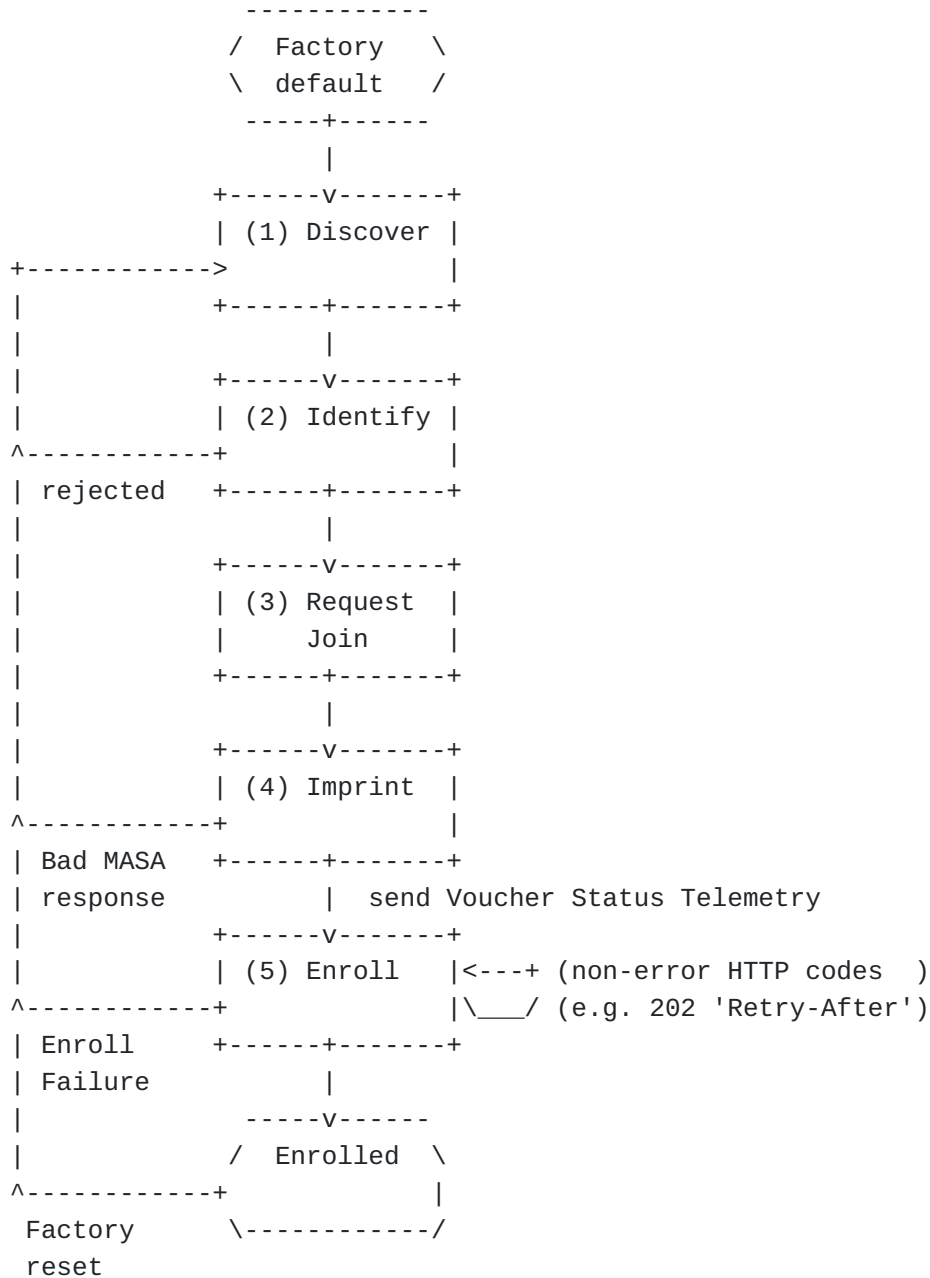 Factory
default
(1) Discover
(2) Identify
rejected
(3) Request
Join
(4) Imprint
Bad MASA
response
send Voucher Status Telemetry
(5) Enroll (non-error HTTP codes )
(e.g. 202 'Retry-After')
Enroll
Failure
Enrolled
Factory
reset